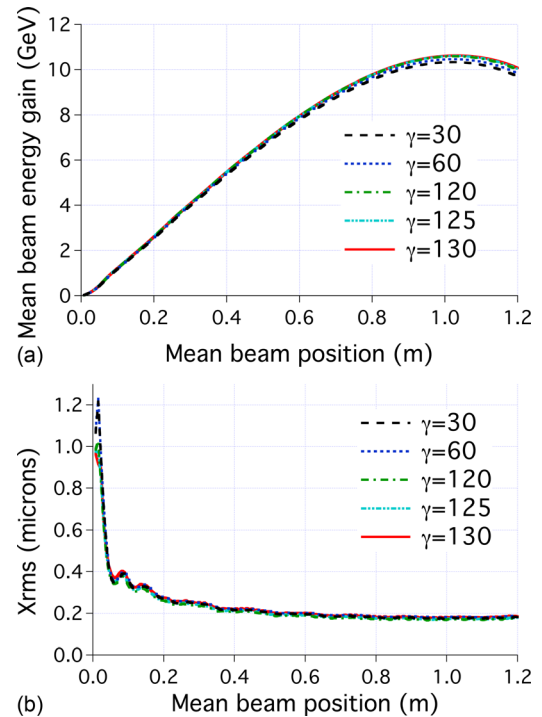 12
10
8
6
4
2
0
Mean beam energy gain (GeV)
γ=30
γ=60
γ=120
γ=125
γ=130
0.0 0.2 0.4 0.6 0.8 1.0 1.2
(a) Mean beam position (m)
1.2
1.0
0.8
0.6
0.4
0.2
0.0
Xrms (microns)
γ=30
γ=60
γ=120
γ=125
γ=130
0.0 0.2 0.4 0.6 0.8 1.0 1.2
(b) Mean beam position (m)